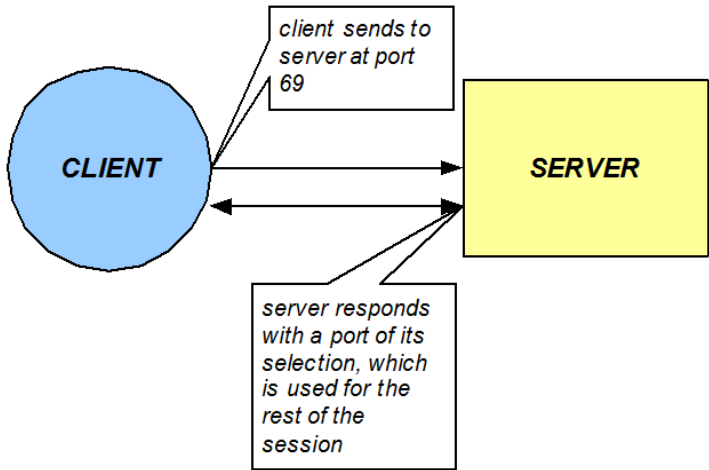 client sends to
server at port
69
CLIENT
SERVER
server responds
with a port of its
selection, which
is used for the
rest of the
session